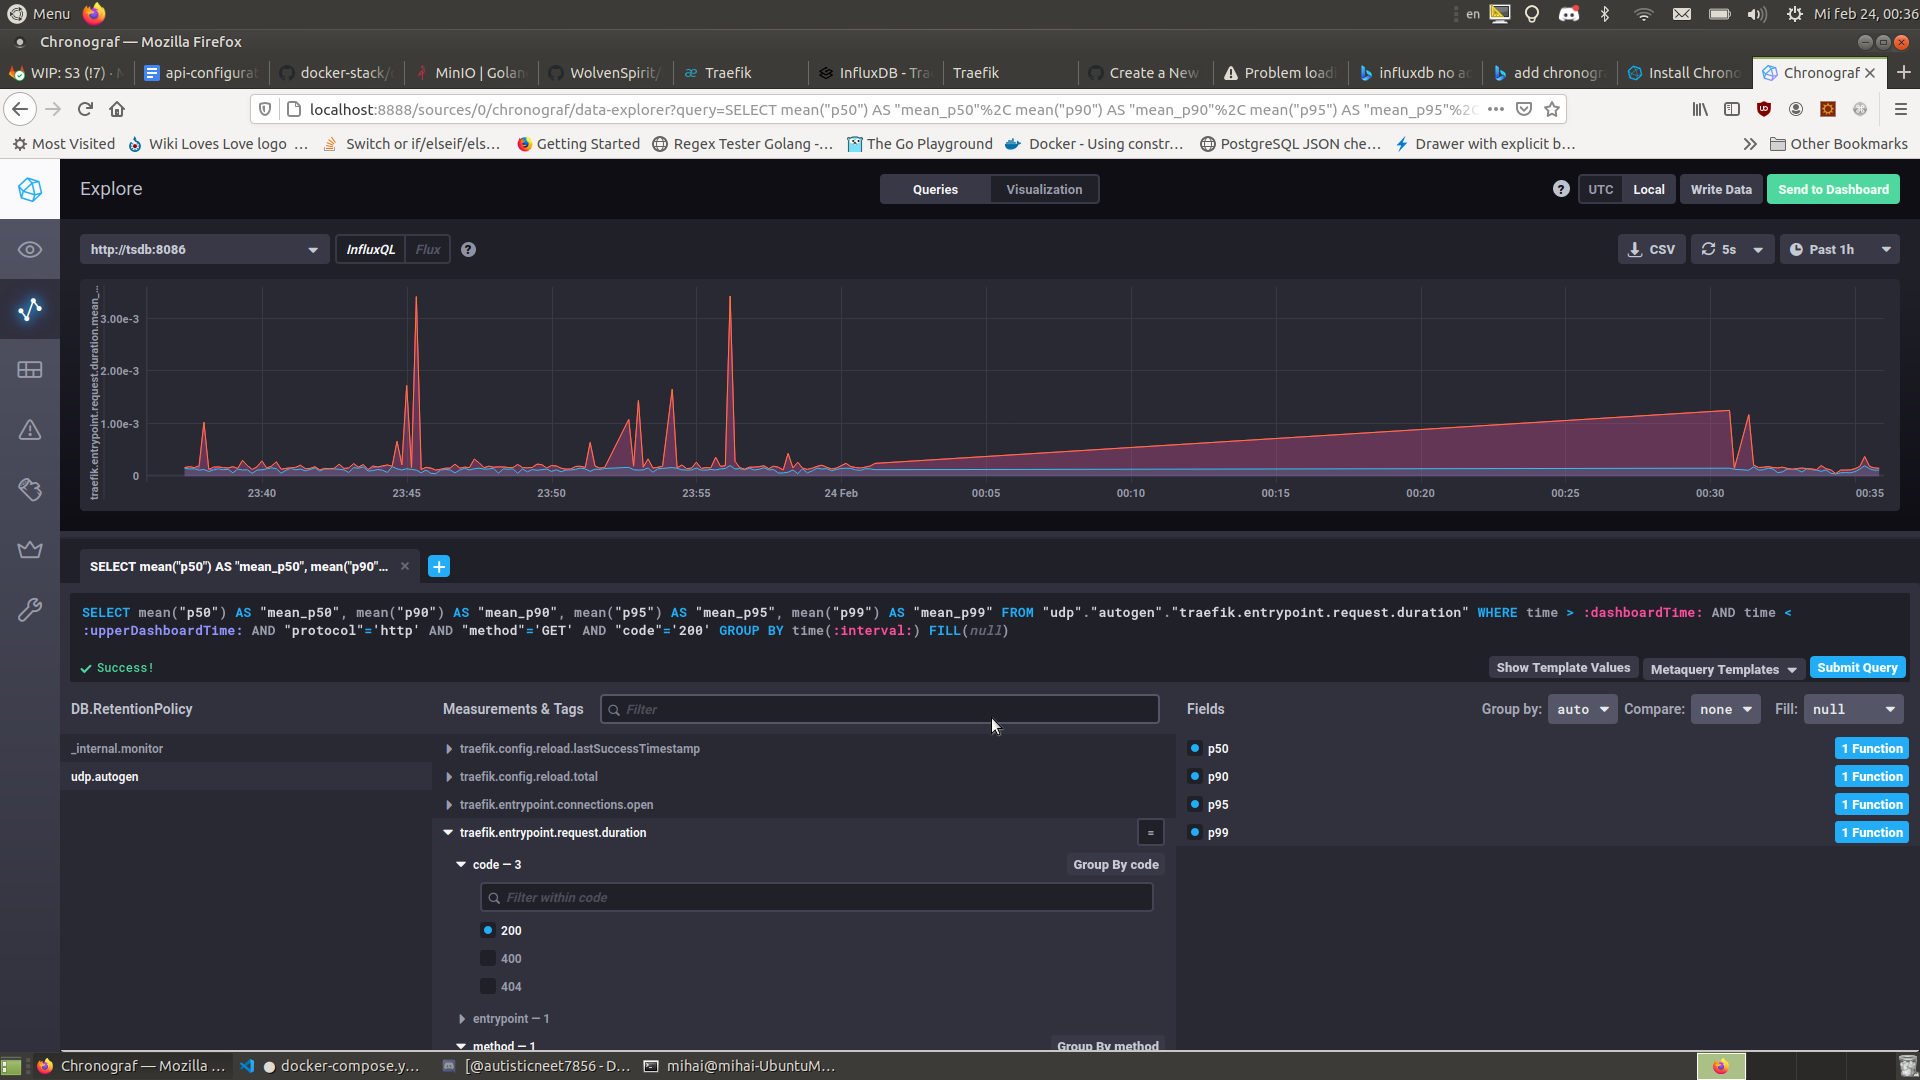 Menu
en
Mi feb 24, 00:36
Chronograf — Mozilla Firefox
WIP: S3 (!7) ·
api-configura
docker-stack/
MinIO | Golan
WolvenSpirit/
Traefik
InfluxDB - Tra
Traefik
Create a New
Problem loadi
influxdb no ac
add chronogr
Install Chrono
Chronograf
localhost:8888/sources/0/chronograf/data-explorer?query=SELECT mean("p50") AS "mean_p50"%2C mean("p90") AS "mean_p90"%2C mean("p95") AS "mean_p95"%2C
Most Visited
Wiki Loves Love logo ...
Switch or if/elseif/els...
Getting Started
Regex Tester Golang -...
The Go Playground
Docker - Using constr...
PostgreSQL JSON che...
Drawer with explicit b...
Other Bookmarks
Explore
Queries
Visualization
?
UTC
Local
Write Data
Send to Dashboard
http://tsdb:8086
InfluxQL
Flux
?
CSV
5s
Past 1h
traefik.entrypoint.request.duration.mean_...
3.00e-3
2.00e-3
1.00e-3
0
23:40
23:45
23:50
23:55
24 Feb
00:05
00:10
00:15
00:20
00:25
00:30
00:35
SELECT mean("p50") AS "mean_p50", mean("p90"...
SELECT mean("p50") AS "mean_p50", mean("p90") AS "mean_p90", mean("p95") AS "mean_p95", mean("p99") AS "mean_p99" FROM "udp"."autogen"."traefik.entrypoint.request.duration" WHERE time > :dashboardTime: AND time <
:upperDashboardTime: AND "protocol"='http' AND "method"='GET' AND "code"='200' GROUP BY time(:interval:) FILL(null)
Success!
Show Template Values
Metaquery Templates
Submit Query
DB.RetentionPolicy
Measurements & Tags
Filter
Fields
Group by:
auto
Compare:
none
Fill:
null
_internal.monitor
udp.autogen
traefik.config.reload.lastSuccessTimestamp
traefik.config.reload.total
traefik.entrypoint.connections.open
traefik.entrypoint.request.duration
=
code — 3
Group By code
Filter within code
200
400
404
entrypoint — 1
method — 1
Group By method
p50
1 Function
p90
1 Function
p95
1 Function
p99
1 Function
Chronograf — Mozilla ...
docker-compose.y...
[@autisticneet7856 - D...
mihai@mihai-UbuntuM...